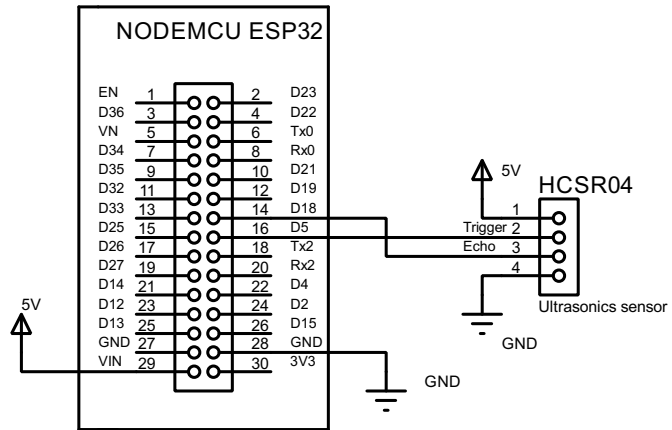 NODEMCU ESP32
EN 1 2 D23
D36 3 4 D22
VN 5 6 Tx0
D34 7 8 Rx0
D35 9 10 D21
D32 11 12 D19
D33 13 14 D18
D25 15 16 D5
D26 17 18 Tx2
D27 19 20 Rx2
D14 21 22 D4
D12 23 24 D2
D13 25 26 D15
GND 27 28 GND
VIN 29 30 3V3
5V
GND
5V
HCSR04
1
Trigger 2
Echo 3
4
Ultrasonics sensor
GND